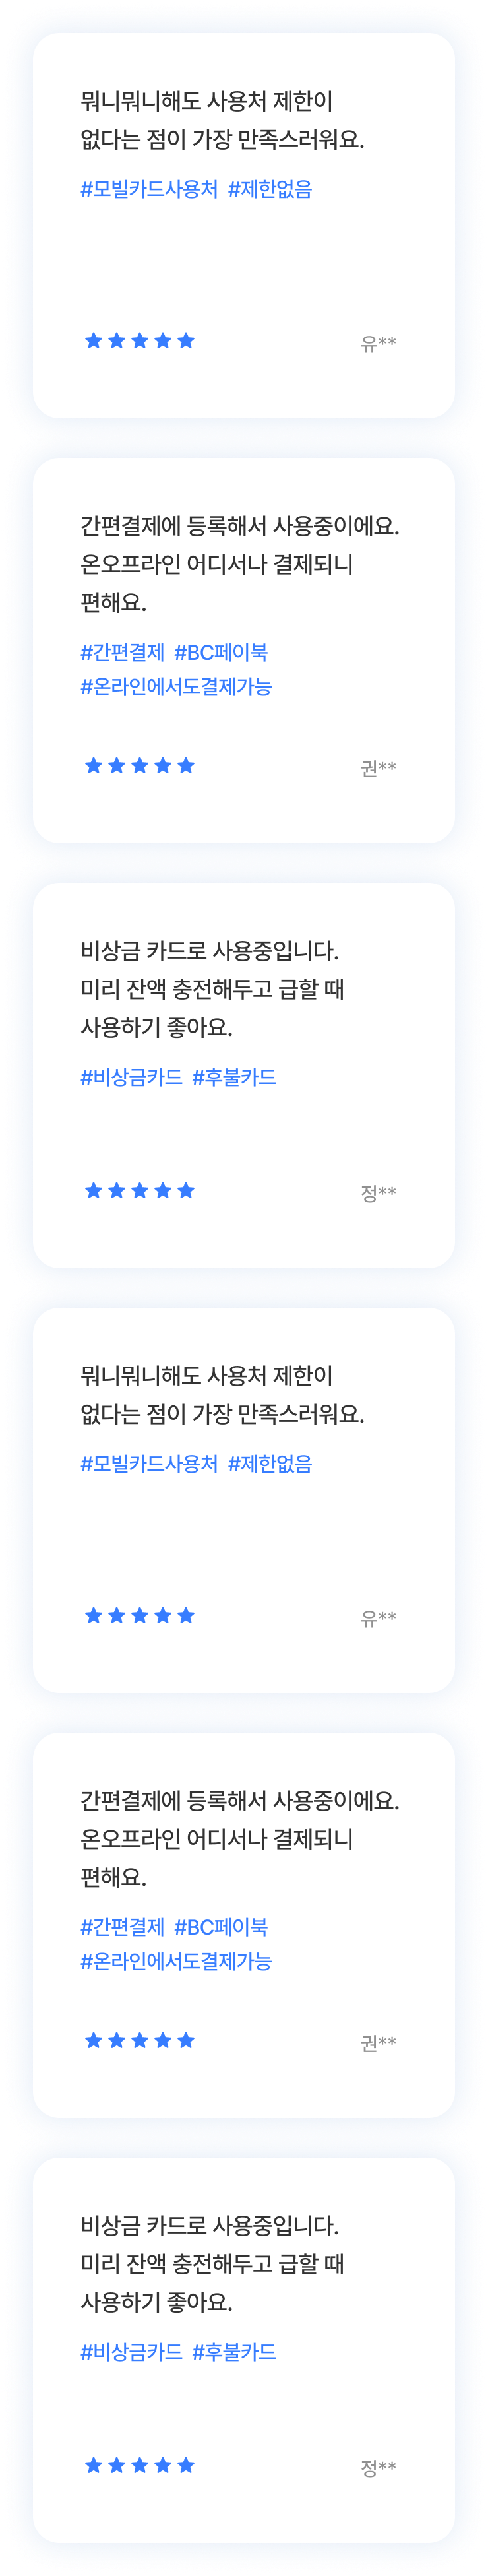 뭐니뭐니해도 사용처 제한이
없다는 점이 가장 만족스러워요.
#모빌카드사용처 #제한없음
★★★★★ 유**
간편결제에 등록해서 사용중이에요.
온오프라인 어디서나 결제되니
편해요.
#간편결제 #BC페이북
#온라인에서도결제가능
★★★★★ 권**
비상금 카드로 사용중입니다.
미리 잔액 충전해두고 급할 때
사용하기 좋아요.
#비상금카드 #후불카드
★★★★★ 정**
뭐니뭐니해도 사용처 제한이
없다는 점이 가장 만족스러워요.
#모빌카드사용처 #제한없음
★★★★★ 유**
간편결제에 등록해서 사용중이에요.
온오프라인 어디서나 결제되니
편해요.
#간편결제 #BC페이북
#온라인에서도결제가능
★★★★★ 권**
비상금 카드로 사용중입니다.
미리 잔액 충전해두고 급할 때
사용하기 좋아요.
#비상금카드 #후불카드
★★★★★ 정**